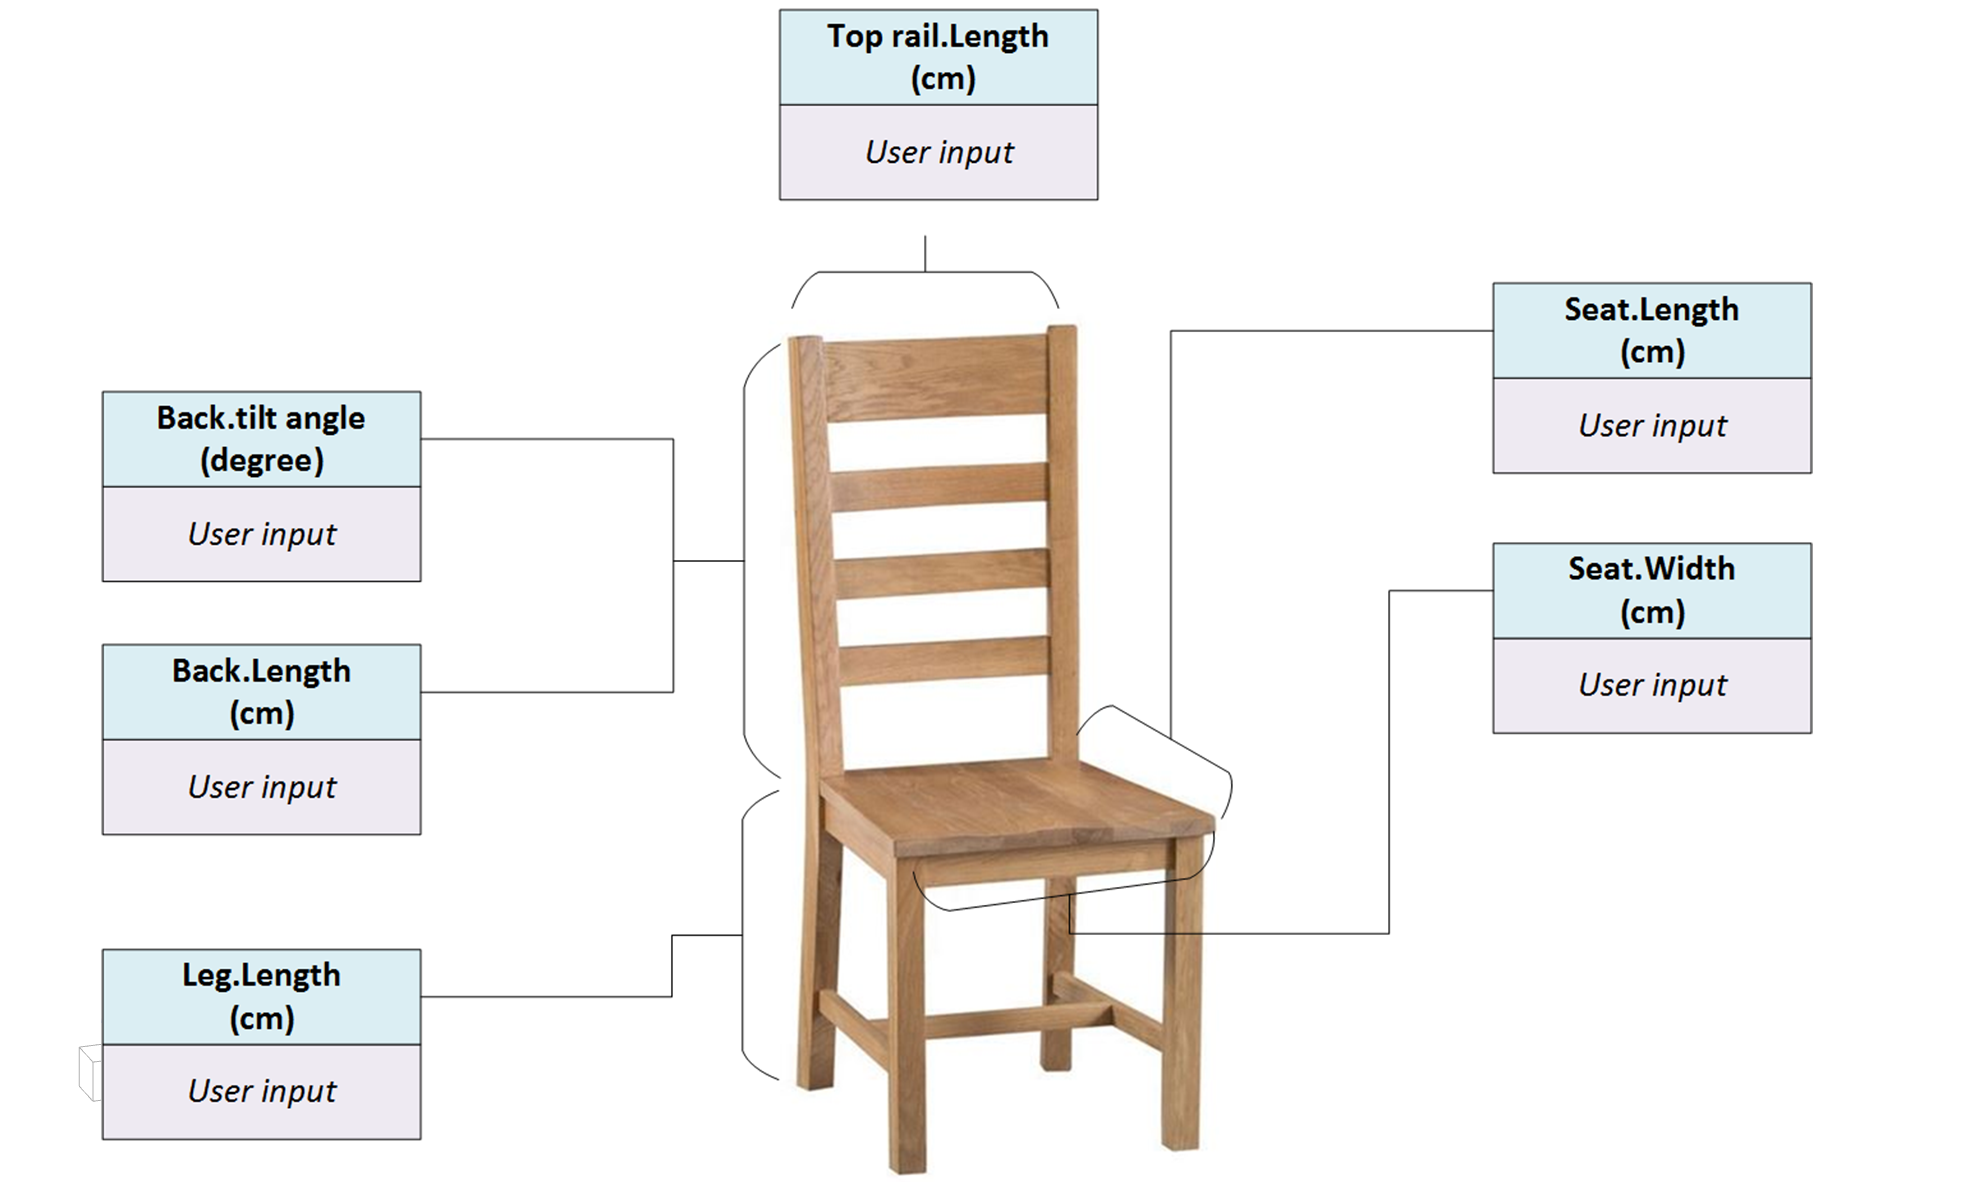 Top rail.Length
(cm)
User input
Seat.Length
(cm)
User input
Back.tilt angle
(degree)
User input
Seat.Width
(cm)
User input
Back.Length
(cm)
User input
Leg.Length
(cm)
User input